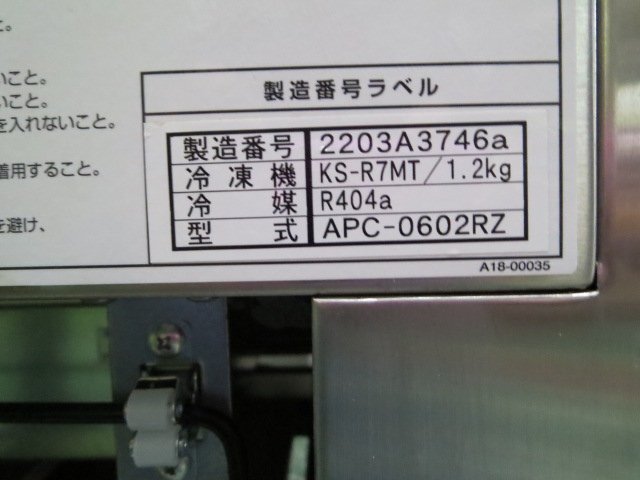 と。
いこと。
いこと。
を入れないこと。
着用すること。
を避け、
製造番号ラベル
製造番号 2203A3746a
冷凍機 KS-R7MT/1.2kg
冷媒 R404a
型式 APC-0602RZ
A18-00035